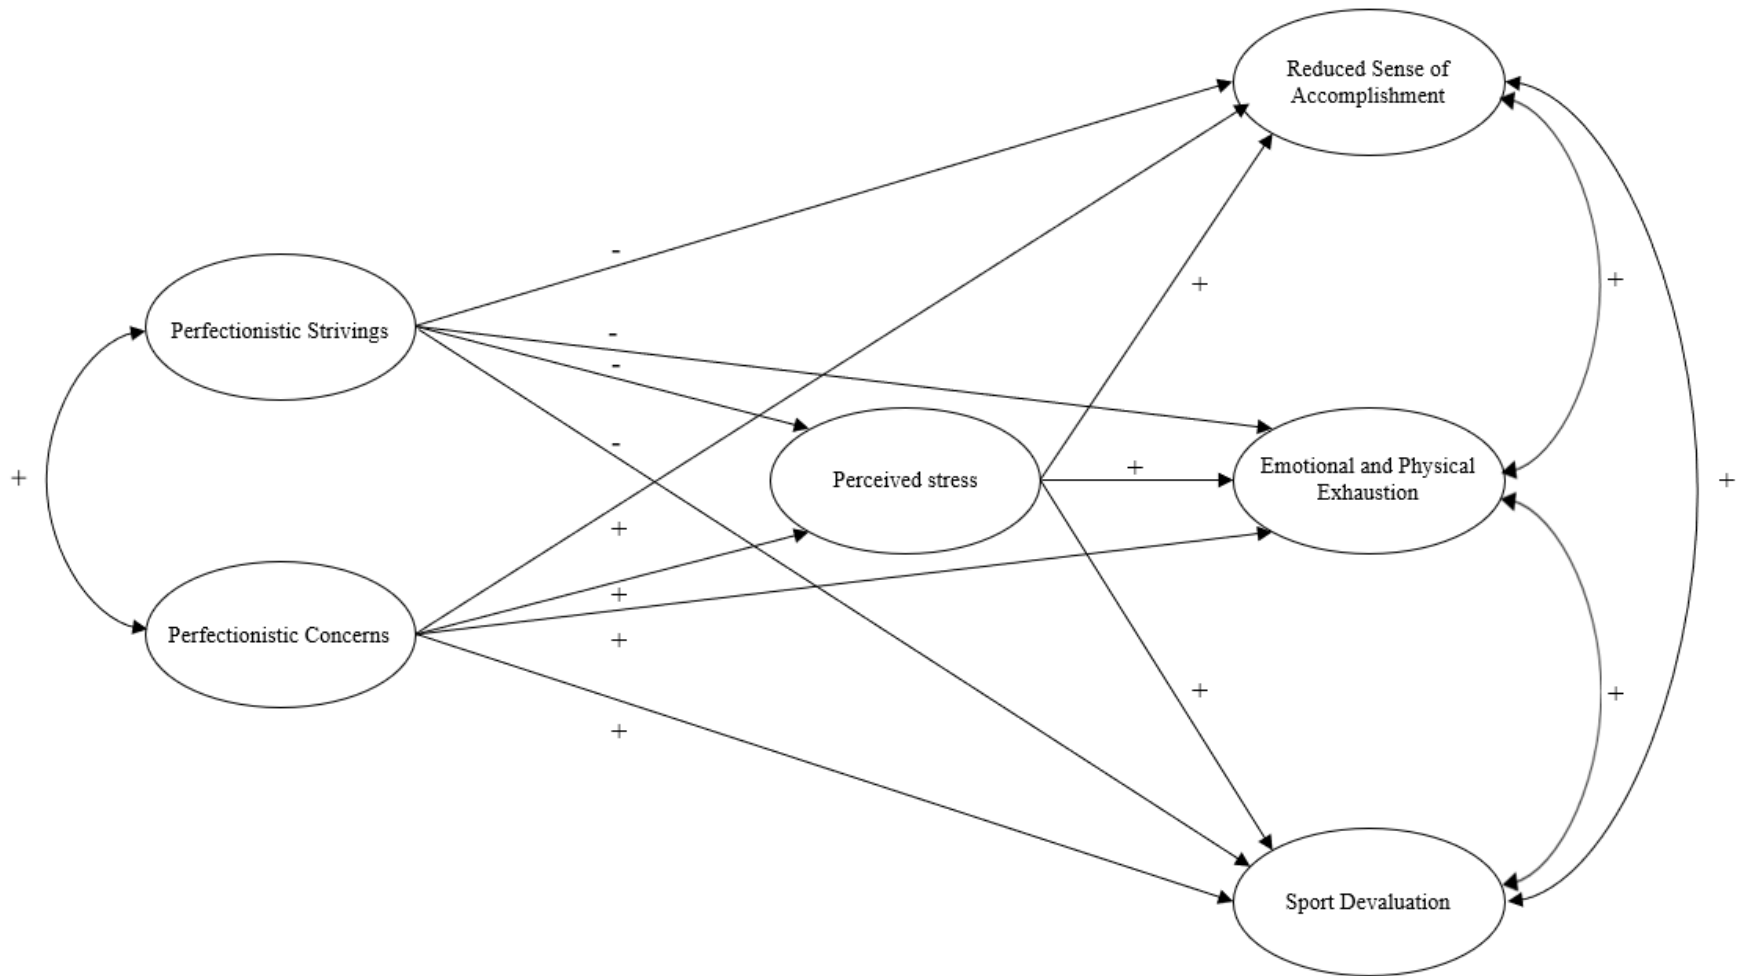 Reduced Sense of
Accomplishment
-
+
+
Perfectionistic Strivings
-
-
-
+
Perceived stress
+
Emotional and Physical
Exhaustion
+
+
+
+
Perfectionistic Concerns
+
+
+
+
Sport Devaluation